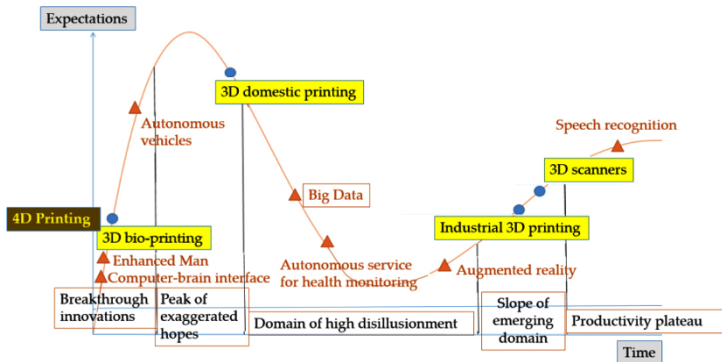 Expectations
3D domestic printing
Autonomous
vehicles
Speech recognition
3D scanners
Big Data
4D Printing
3D bio-printing
Industrial 3D printing
Enhanced Man
Computer-brain interface
Autonomous service
for health monitoring
Augmented reality
Breakthrough
innovations
Peak of
exaggerated
hopes
Domain of high disillusionment
Slope of
emerging
domain
Productivity plateau
Time